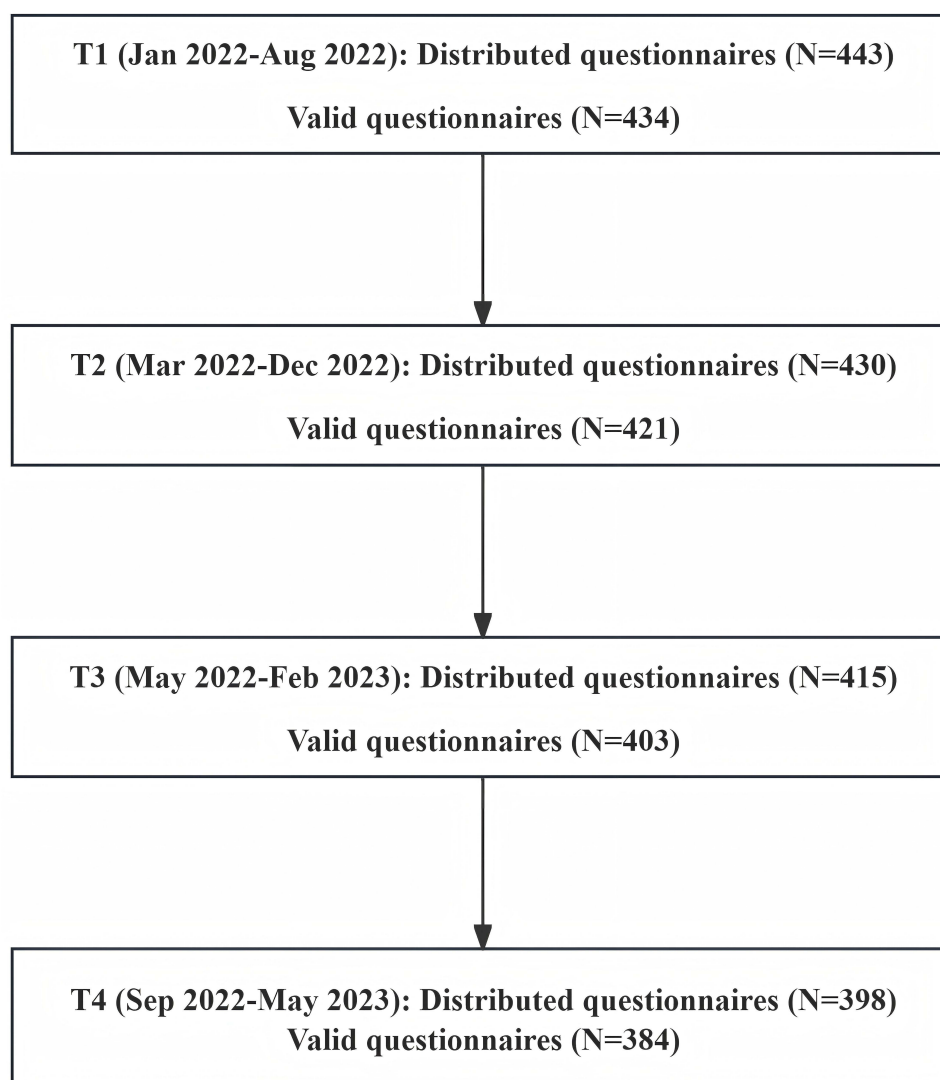 T1 (Jan 2022-Aug 2022): Distributed questionnaires (N=443)
Valid questionnaires (N=434)
T2 (Mar 2022-Dec 2022): Distributed questionnaires (N=430)
Valid questionnaires (N=421)
T3 (May 2022-Feb 2023): Distributed questionnaires (N=415)
Valid questionnaires (N=403)
T4 (Sep 2022-May 2023): Distributed questionnaires (N=398)
Valid questionnaires (N=384)